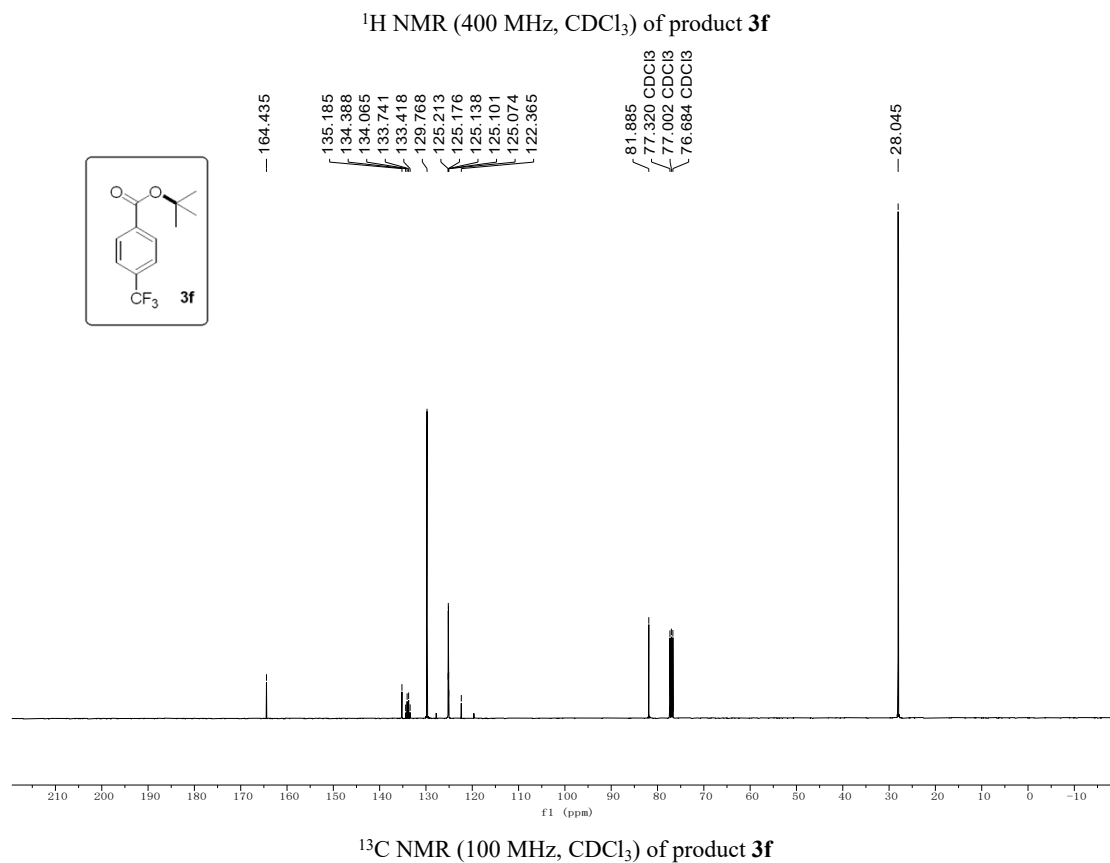 ¹H NMR (400 MHz, CDCl₃) of product 3f
164.435
135.185
134.388
134.065
133.741
133.418
129.768
125.213
125.176
125.138
125.101
125.074
122.365
81.885
77.320 CDCl3
77.002 CDCl3
76.684 CDCl3
28.045
O
O
CF₃ 3f
210 200 190 180 170 160 150 140 130 120 110 100 90 80 70 60 50 40 30 20 10 0 -10
f1 (ppm)
¹³C NMR (100 MHz, CDCl₃) of product 3f